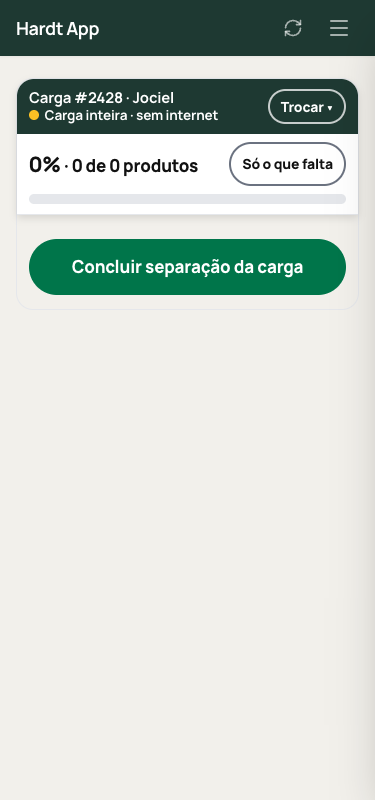 Hardt App
Carga #2428 · Jociel
Carga inteira · sem internet
Trocar ▾
0% · 0 de 0 produtos
Só o que falta
Concluir separação da carga